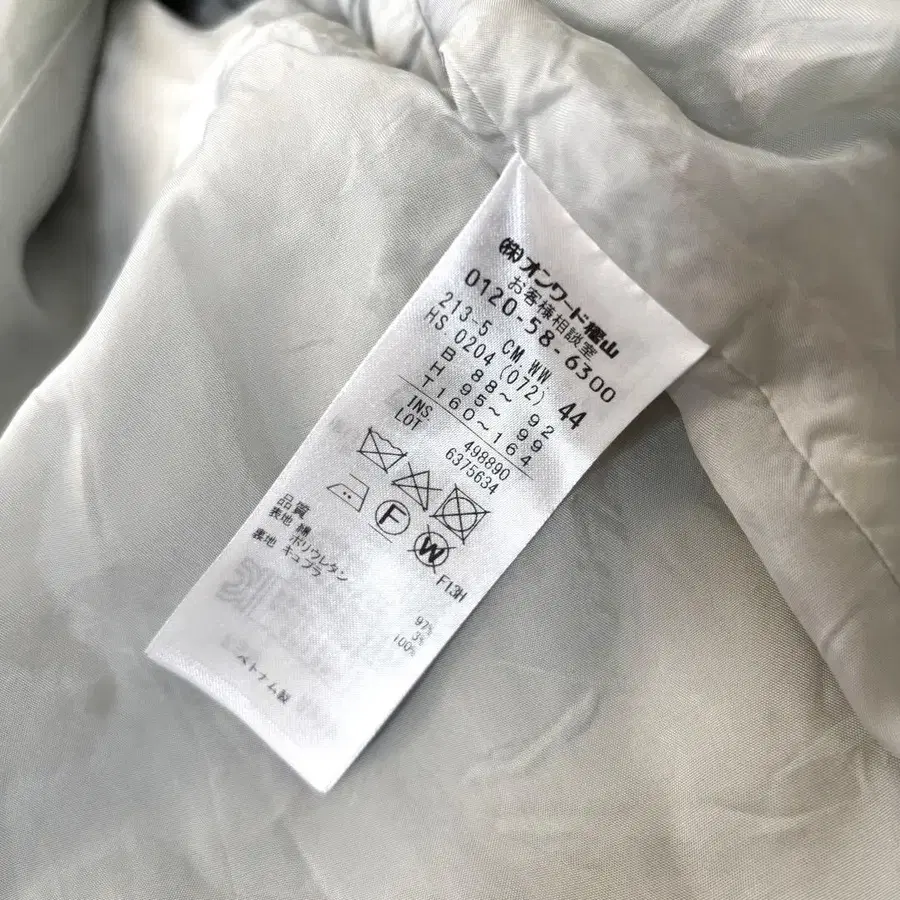 ㈱オンワード樫山
お客様相談室
0120-58-6300
213-5 CM.WW
HS.0204(072) 44
B 88～ 92
H 95～ 99
T160～164
INS 498890
LOT 6375634
F
W
F13H
品質
表地 綿 97%
ポリウレタン 3%
裏地 キュプラ 100%
ベトナム製